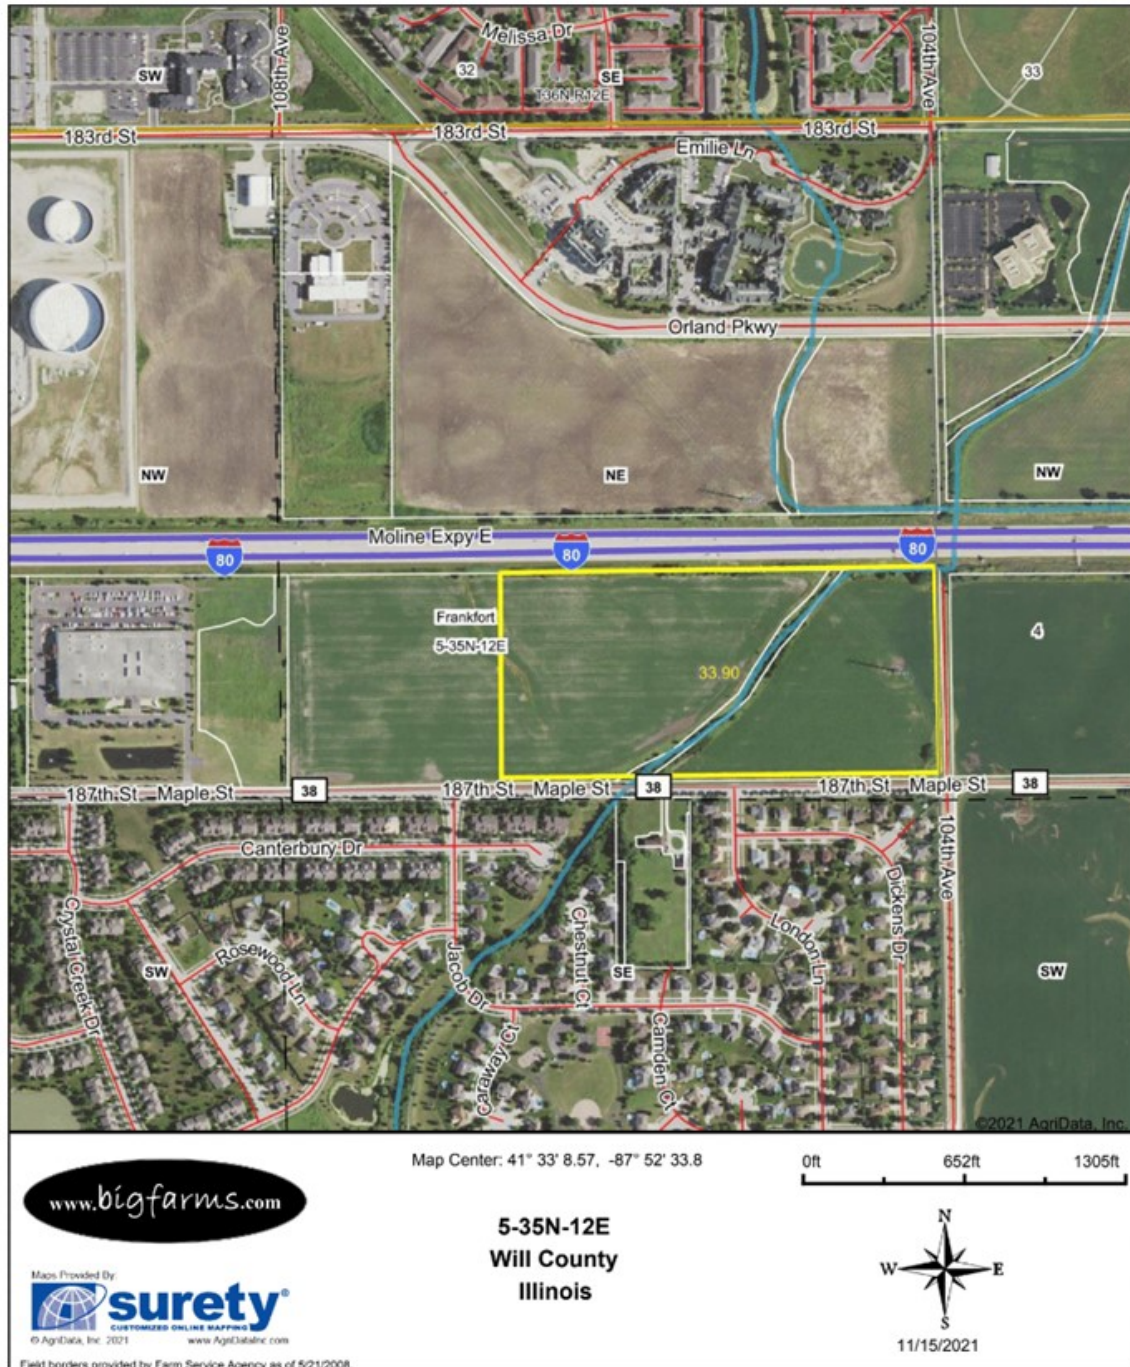 Melissa Dr
SW
108th Ave
32
SE
T36N,R12E
104th Ave
33
183rd St
183rd St
183rd St
Emilie Ln
Orland Pkwy
NW
NE
NW
Moline Expy E
80
80
80
Frankfort
5-35N-12E
33.90
4
187th St Maple St
38
187th St Maple St
38
187th St Maple St
38
Canterbury Dr
104th Ave
Crystal Creek Dr
SW
Rosewood Ln
Jacob Dr
Chestnut Ct
SE
London Ln
Dickens Dr
SW
Caraway Ct
Camden Ct
©2021 AgriData, Inc.
www.bigfarms.com
Map Center: 41° 33' 8.57, -87° 52' 33.8
0ft 652ft 1305ft
5-35N-12E
Will County
Illinois
Maps Provided By:
surety®
CUSTOMIZED ONLINE MAPPING
© AgriData, Inc. 2021 www.AgriDataInc.com
N
W E
S
11/15/2021
Field borders provided by Farm Service Agency as of 5/21/2008.